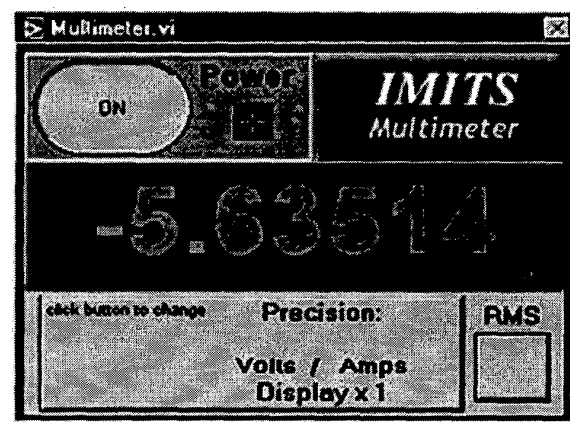 Multimeter.vi
ON
Power
IMITS
Multimeter
-5.63514
click button to change
Precision:
RMS
Volts / Amps
Display x 1